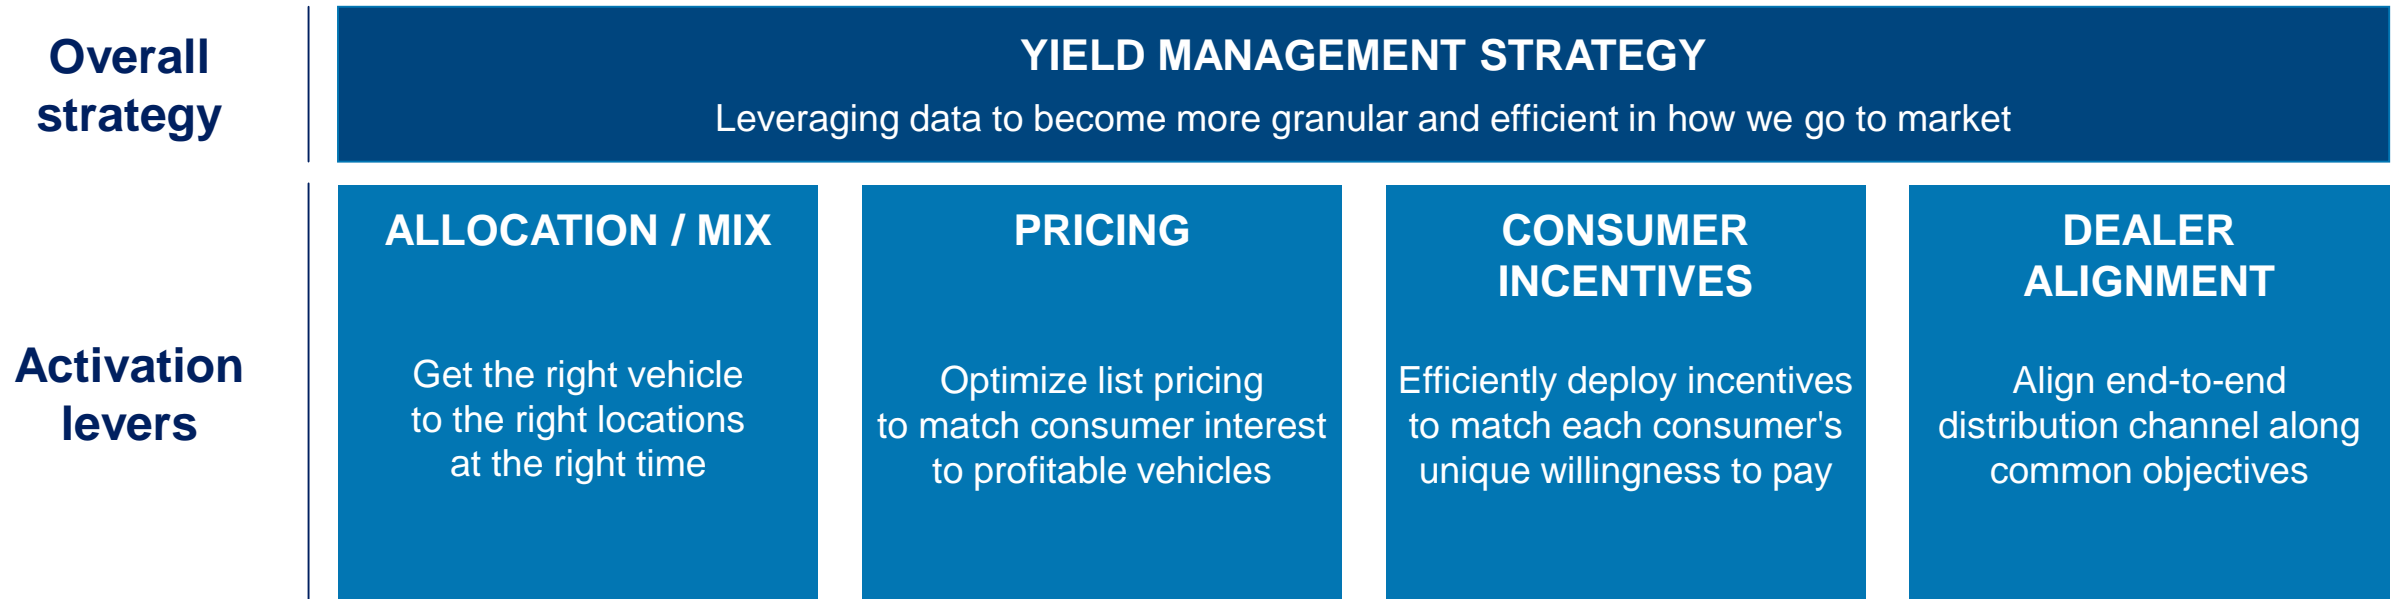 Overall
strategy
YIELD MANAGEMENT STRATEGY
Leveraging data to become more granular and efficient in how we go to market
Activation
levers
ALLOCATION / MIX
Get the right vehicle
to the right locations
at the right time
PRICING
Optimize list pricing
to match consumer interest
to profitable vehicles
CONSUMER
INCENTIVES
Efficiently deploy incentives
to match each consumer's
unique willingness to pay
DEALER
ALIGNMENT
Align end-to-end
distribution channel along
common objectives